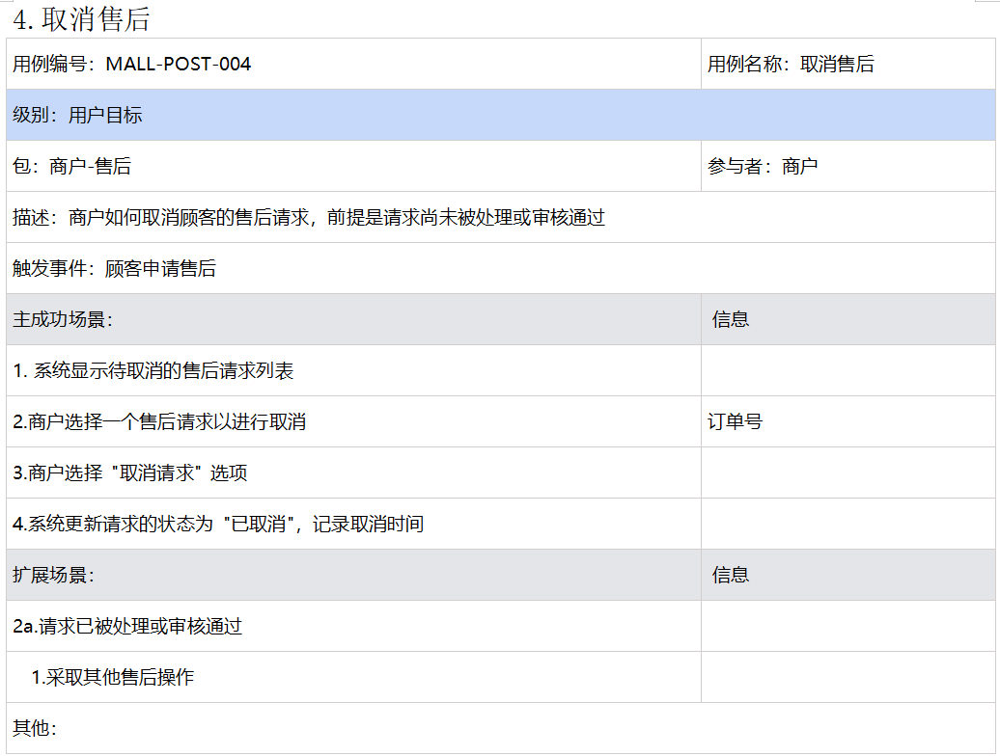 4. 取消售后
用例编号：MALL-POST-004
用例名称：取消售后
级别：用户目标
包：商户-售后
参与者：商户
描述：商户如何取消顾客的售后请求，前提是请求尚未被处理或审核通过
触发事件：顾客申请售后
主成功场景：
信息
1. 系统显示待取消的售后请求列表
2.商户选择一个售后请求以进行取消
订单号
3.商户选择 "取消请求" 选项
4.系统更新请求的状态为 "已取消"，记录取消时间
扩展场景：
信息
2a.请求已被处理或审核通过
1.采取其他售后操作
其他：